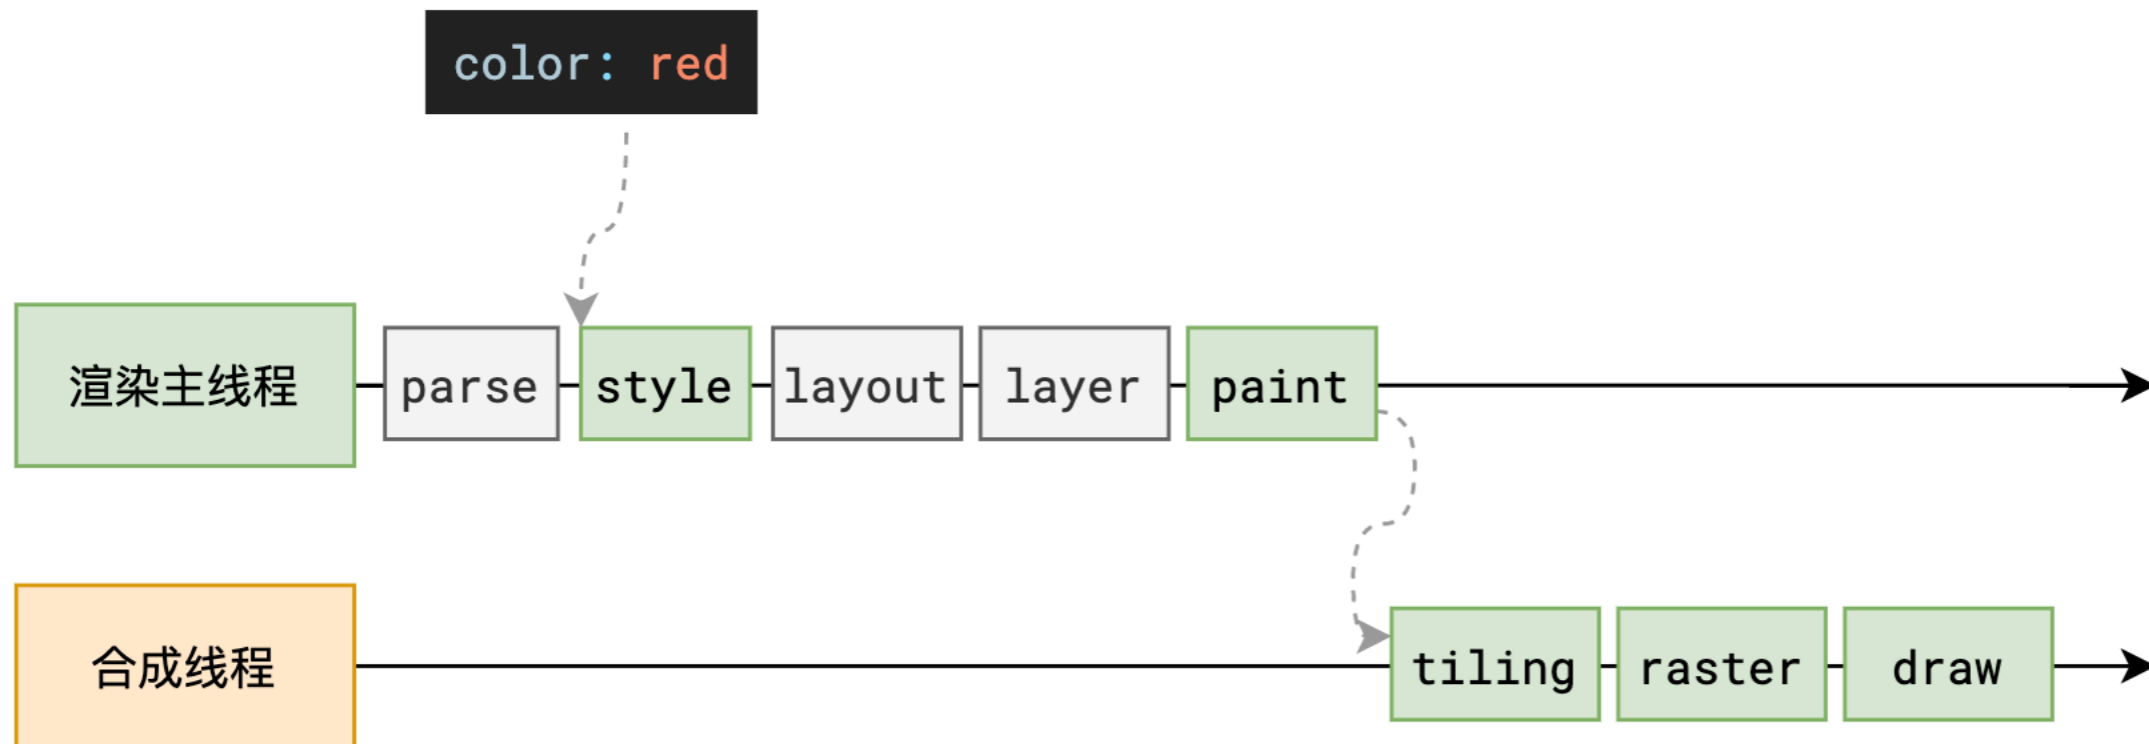 color: red
渲染主线程
parse
style
layout
layer
paint
合成线程
tiling
raster
draw